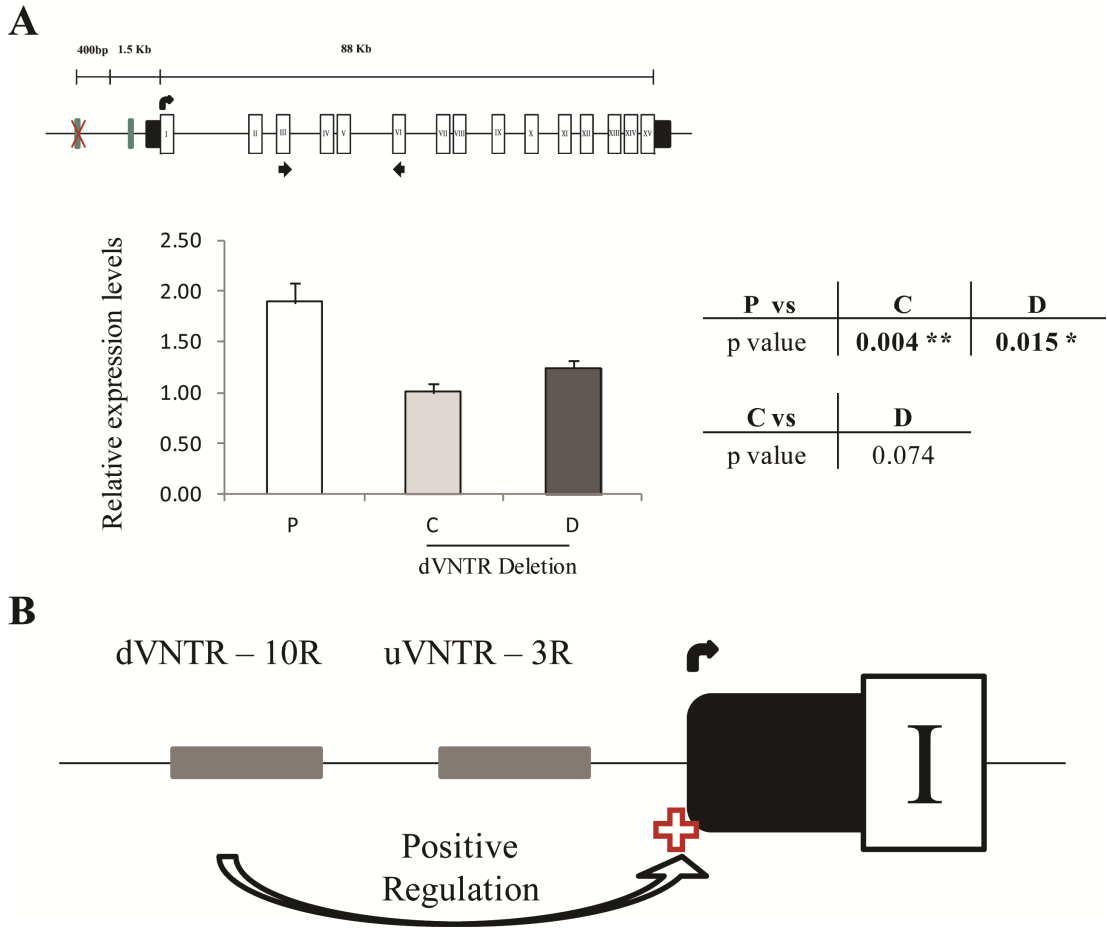 A
400bp 1.5 Kb 88 Kb
I II III IV V VI VII VIII IX X XI XII XIII XIV XV
Relative expression levels
2.50
2.00
1.50
1.00
0.50
0.00
P C D
dVNTR Deletion
P vs C D
p value 0.004 ** 0.015 *
C vs D
p value 0.074
B
dVNTR – 10R uVNTR – 3R
I
Positive
Regulation